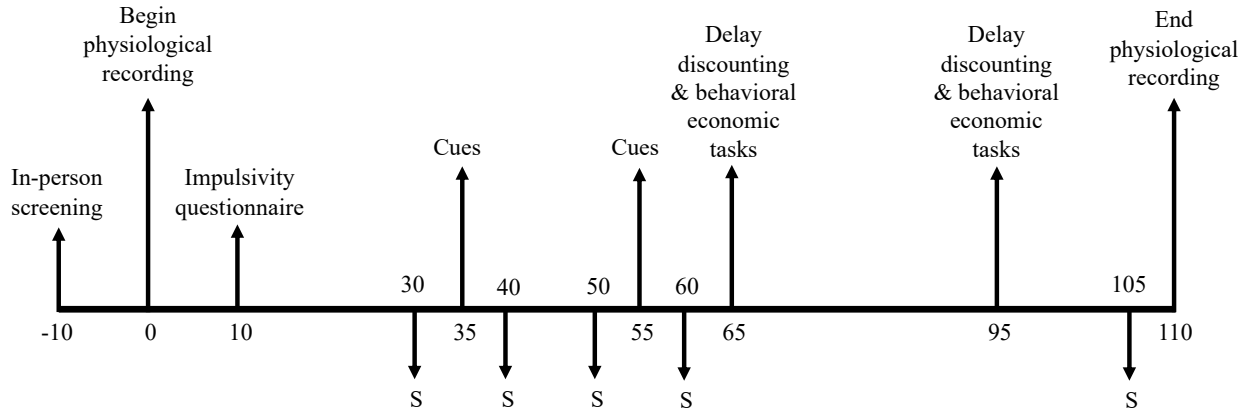 Begin
physiological
recording
End
physiological
recording
Delay
discounting
& behavioral
economic
tasks
Delay
discounting
& behavioral
economic
tasks
Cues
Cues
In-person
screening
Impulsivity
questionnaire
30
40
50
60
105
-10
0
10
35
55
65
95
110
S
S
S
S
S